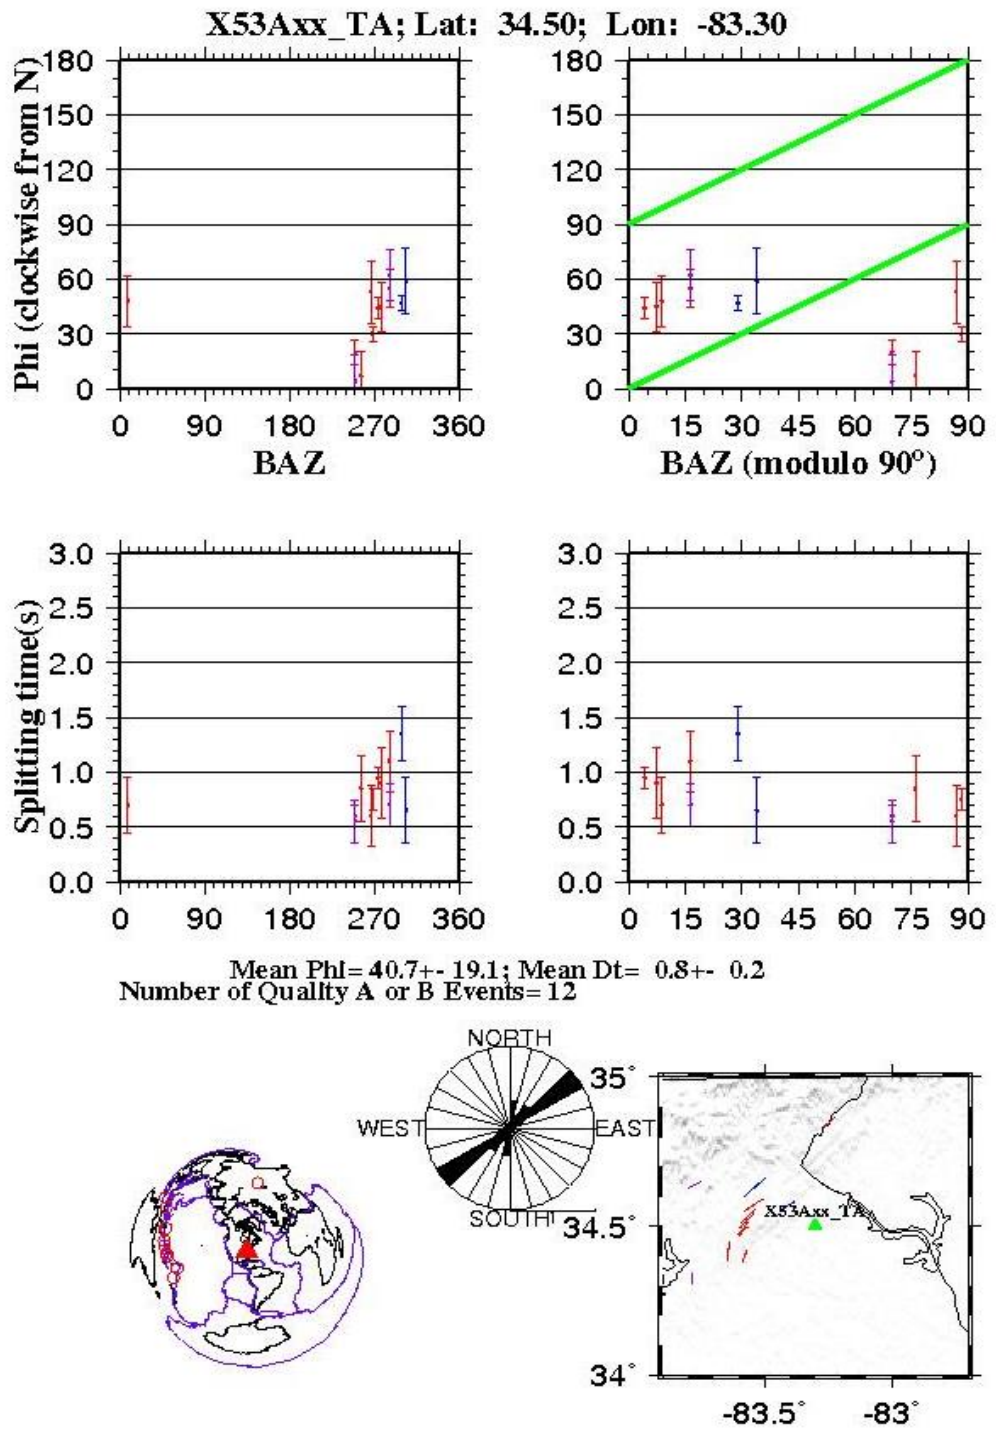 X53Axx_TA; Lat: 34.50; Lon: -83.30
Phi (clockwise from N)
180
150
120
90
60
30
0
0 90 180 270 360
BAZ
180
150
120
90
60
30
0
0 15 30 45 60 75 90
BAZ (modulo 90°)
Splitting time(s)
3.0
2.5
2.0
1.5
1.0
0.5
0.0
0 90 180 270 360
3.0
2.5
2.0
1.5
1.0
0.5
0.0
0 15 30 45 60 75 90
Mean Phi= 40.7+- 19.1; Mean Dt= 0.8+- 0.2
Number of Quality A or B Events= 12
NORTH
WEST EAST
SOUTH
35°
34.5°
34°
X53Axx_TA
-83.5° -83°